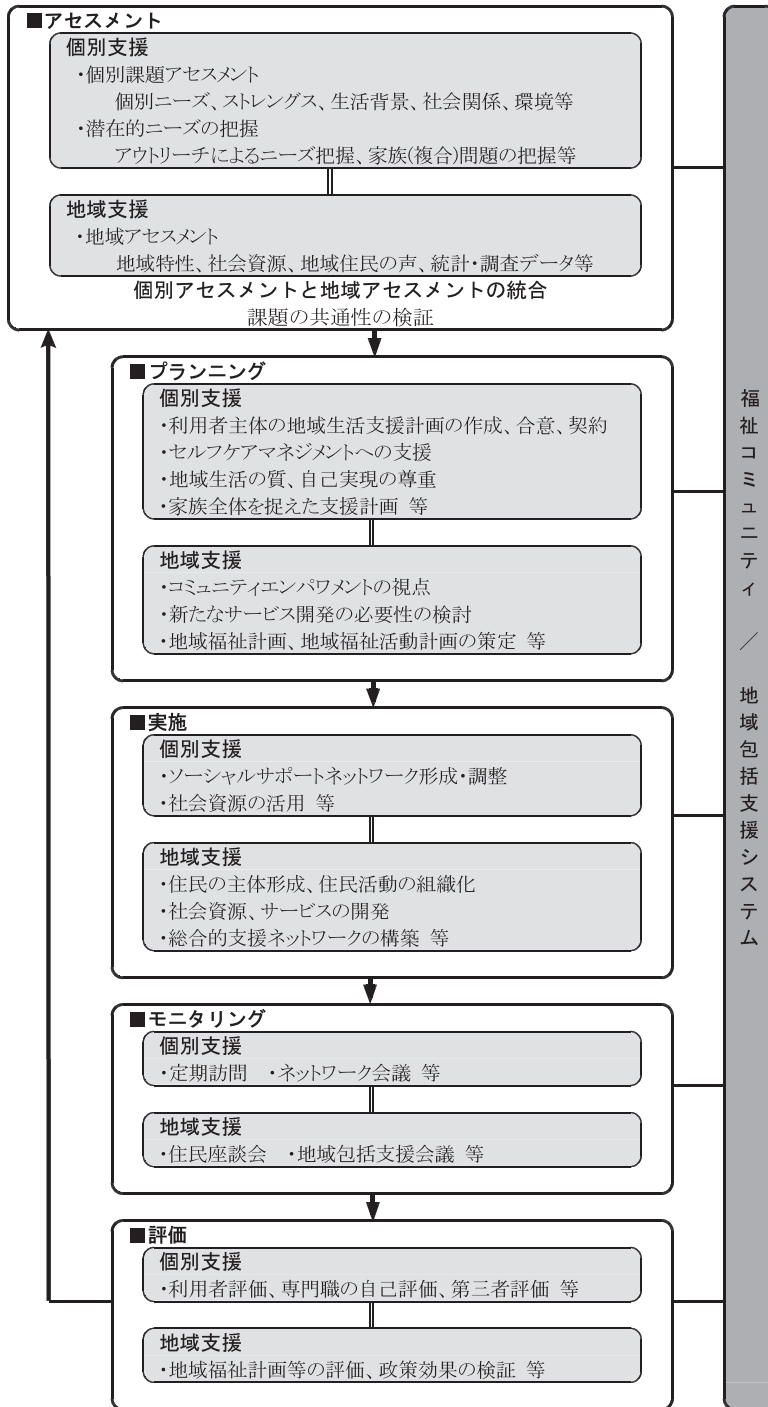 ■アセスメント
個別支援
・個別課題アセスメント
個別ニーズ、ストレングス、生活背景、社会関係、環境等
・潜在的ニーズの把握
アウトリーチによるニーズ把握、家族(複合)問題の把握等
地域支援
・地域アセスメント
地域特性、社会資源、地域住民の声、統計・調査データ等
個別アセスメントと地域アセスメントの統合
課題の共通性の検証
■プランニング
個別支援
・利用者主体の地域生活支援計画の作成、合意、契約
・セルフケアマネジメントへの支援
・地域生活の質、自己実現の尊重
・家族全体を捉えた支援計画 等
地域支援
・コミュニティエンパワメントの視点
・新たなサービス開発の必要性の検討
・地域福祉計画、地域福祉活動計画の策定 等
■実施
個別支援
・ソーシャルサポートネットワーク形成・調整
・社会資源の活用 等
地域支援
・住民の主体形成、住民活動の組織化
・社会資源、サービスの開発
・総合的支援ネットワークの構築 等
■モニタリング
個別支援
・定期訪問 ・ネットワーク会議 等
地域支援
・住民座談会 ・地域包括支援会議 等
■評価
個別支援
・利用者評価、専門職の自己評価、第三者評価 等
地域支援
・地域福祉計画等の評価、政策効果の検証 等
福祉コミュニティ ／ 地域包括支援システム